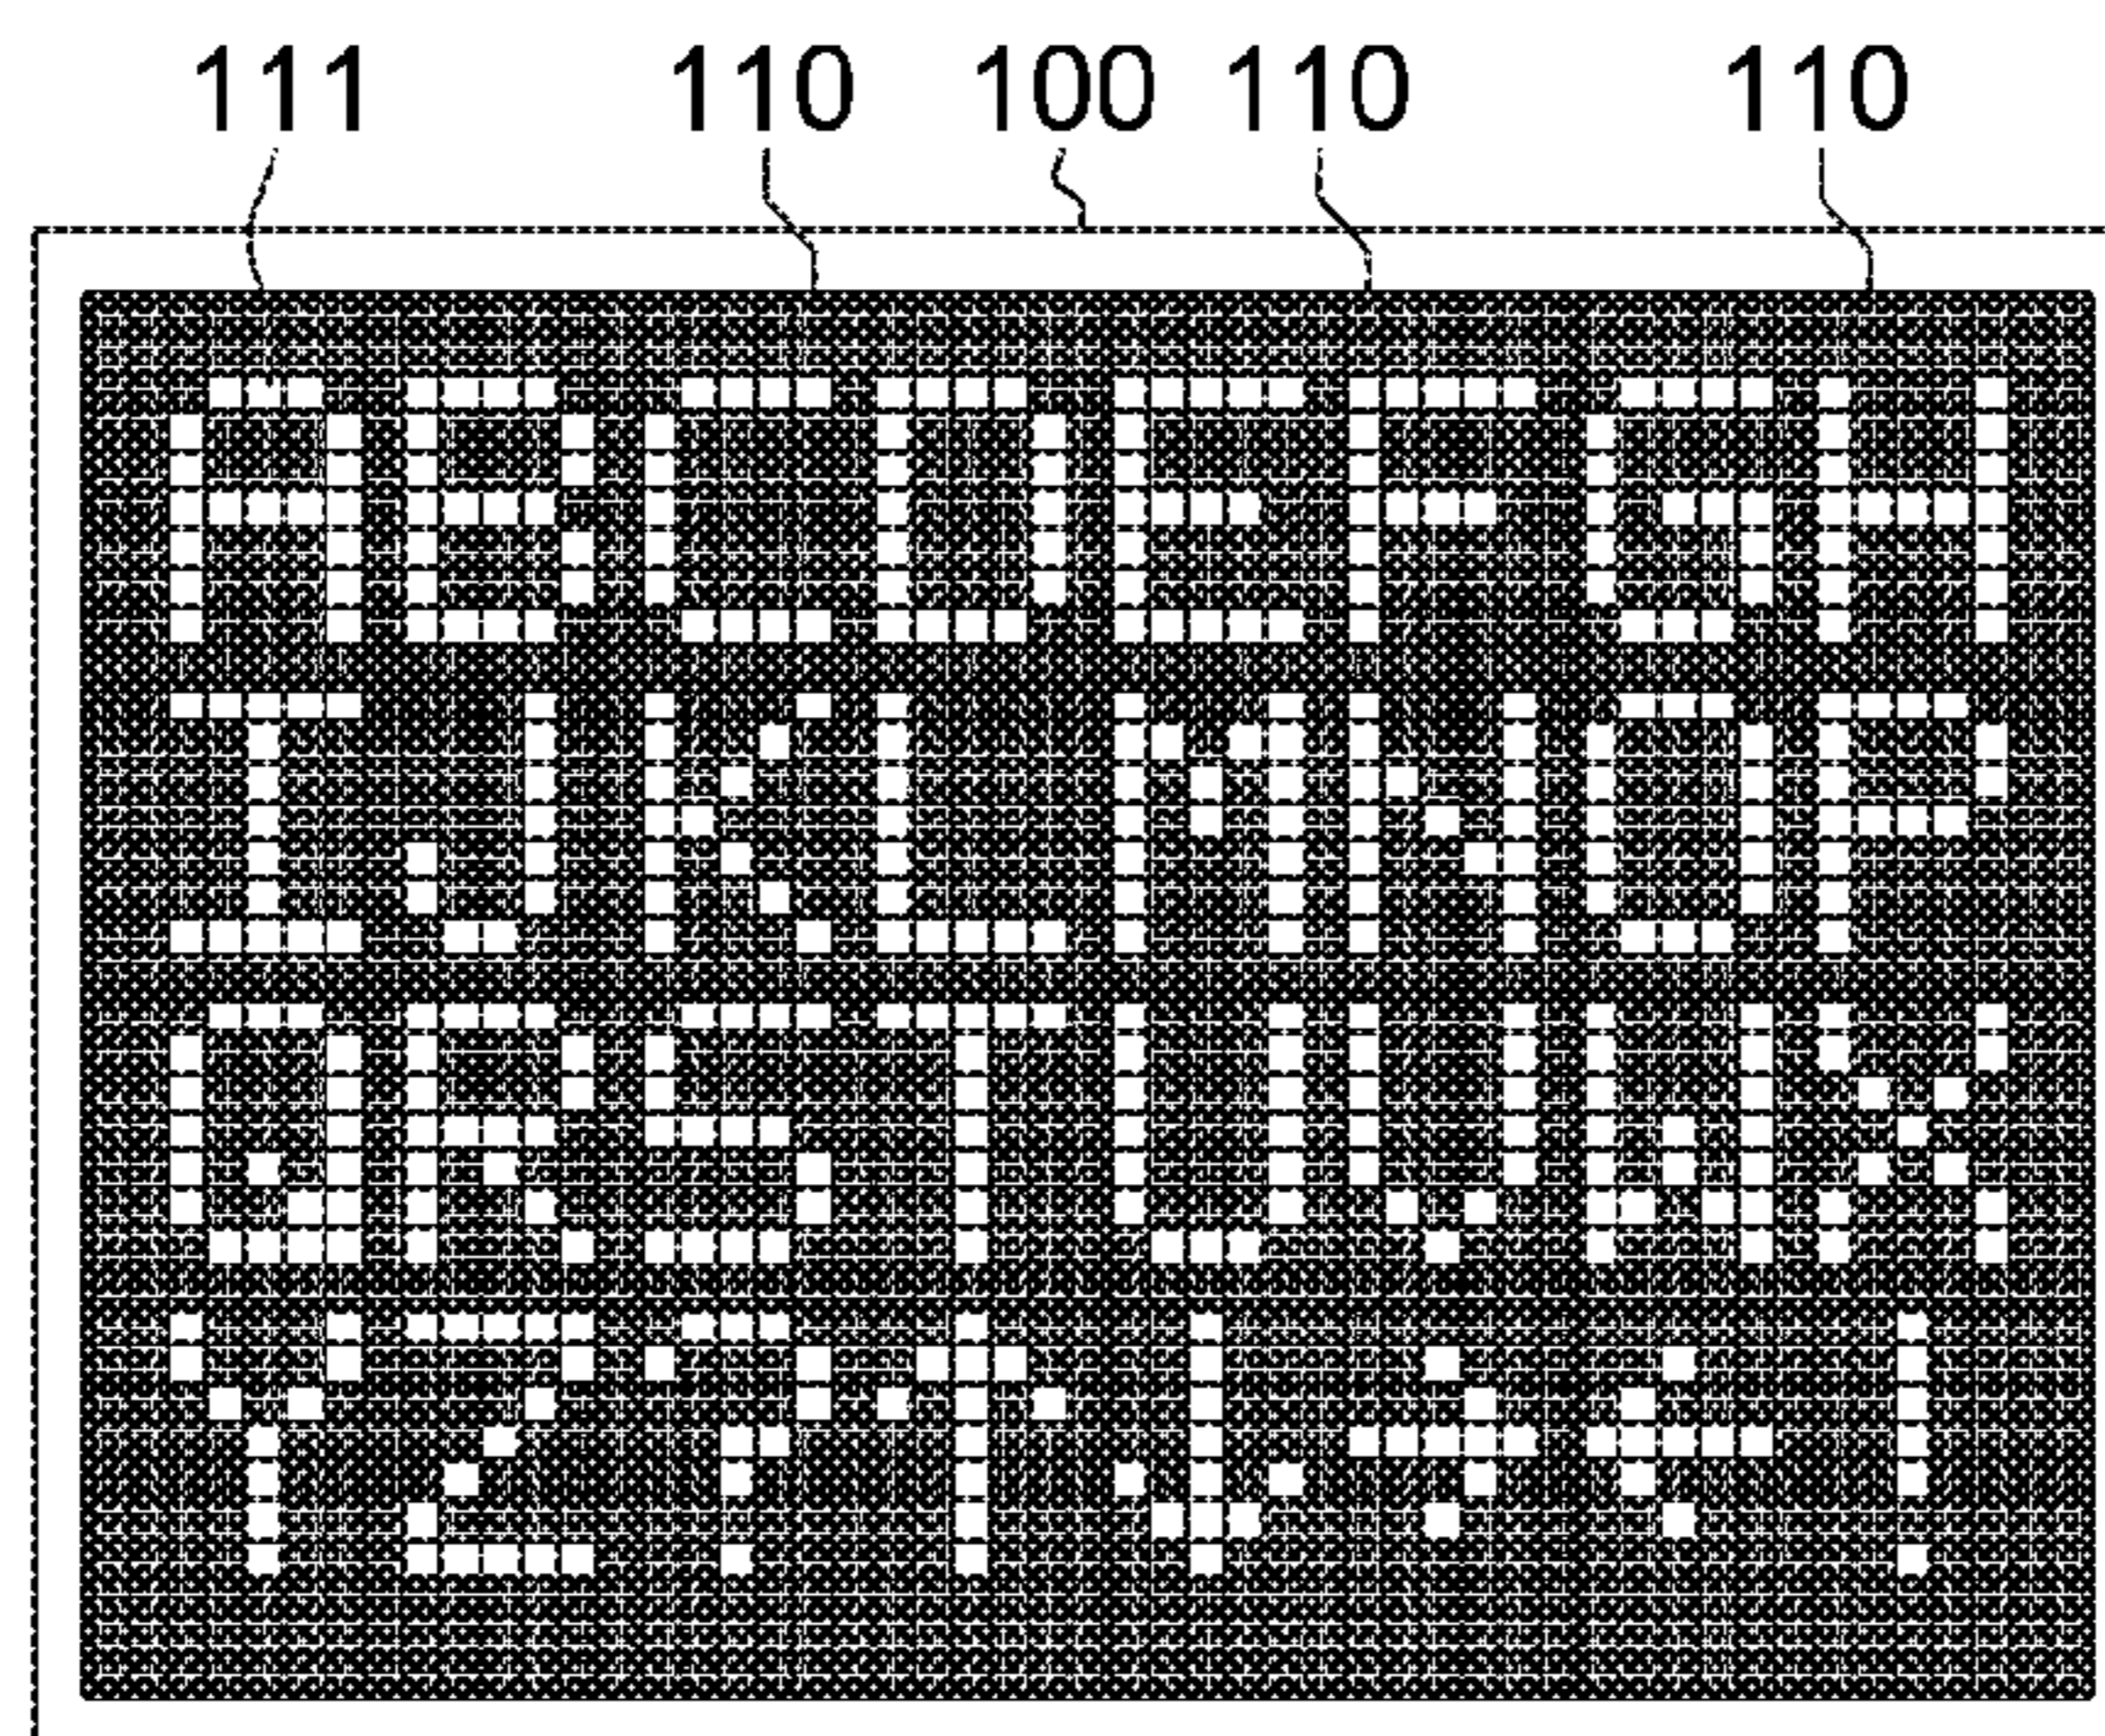 111 110 100 110 110
ABCDEFGH
IJKLMNOP
QRSTUVWX
YZ?↑↓→←!